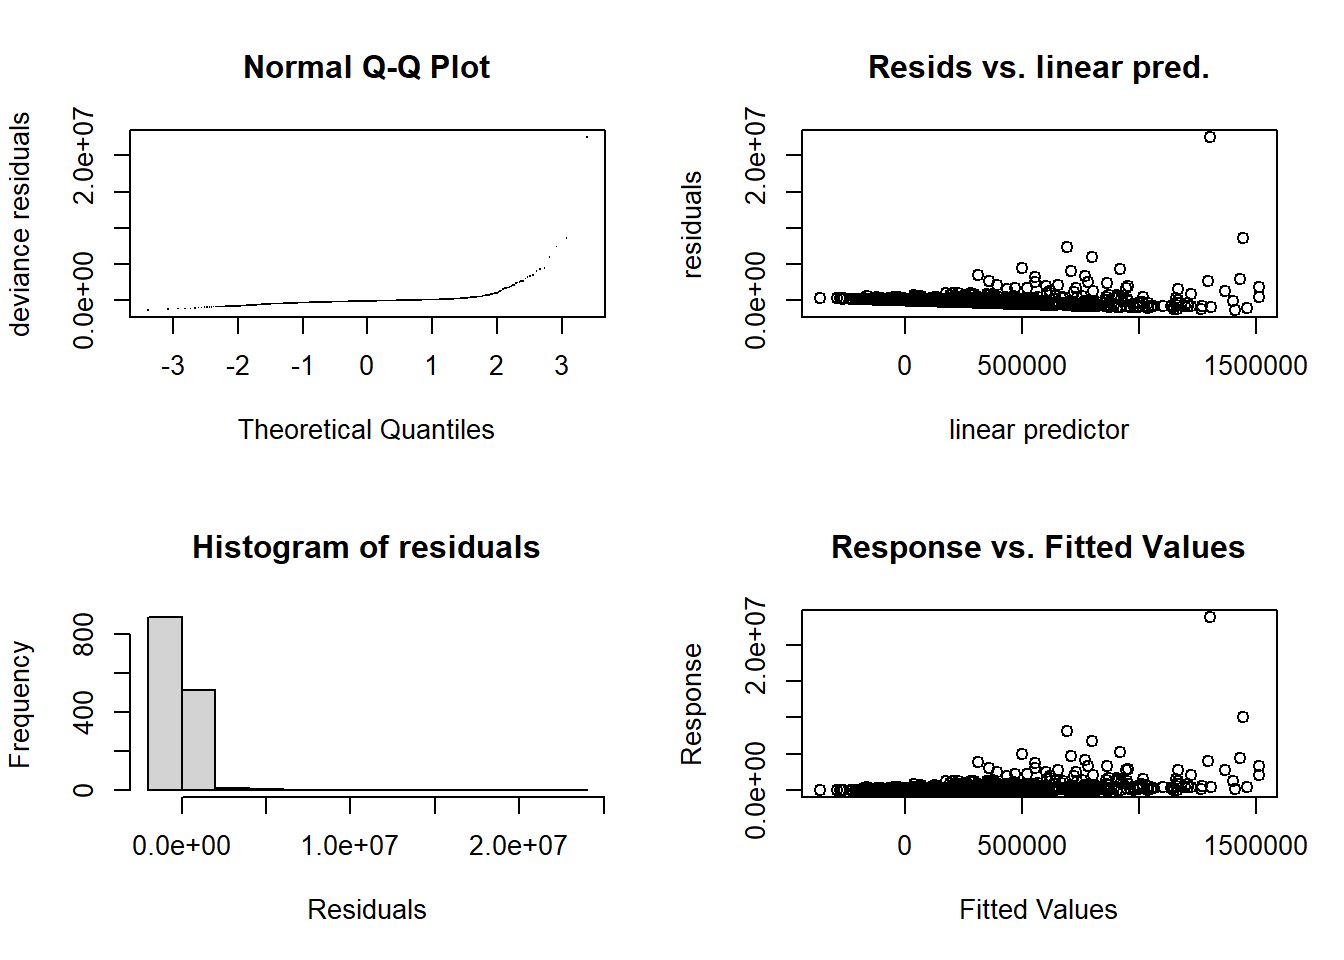 Normal Q-Q Plot
deviance residuals
0.0e+00 2.0e+07
-3 -2 -1 0 1 2 3
Theoretical Quantiles
Resids vs. linear pred.
residuals
0.0e+00 2.0e+07
0 500000 1500000
linear predictor
Histogram of residuals
Frequency
0 400 800
0.0e+00 1.0e+07 2.0e+07
Residuals
Response vs. Fitted Values
Response
0.0e+00 2.0e+07
0 500000 1500000
Fitted Values